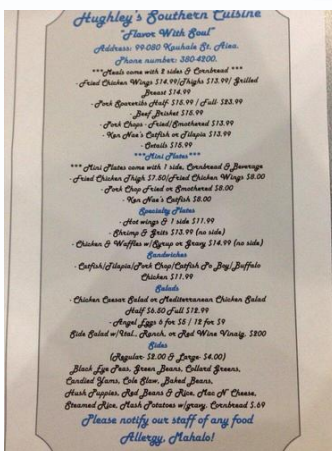 Hughley's Southern Cuisine
"Flavor With Soul"
Address: 99-080 Kauhale St. Aiea.
Phone number: 380-4200.
***Meals come with 2 sides & Cornbread ***
-Fried Chicken Wings $14.99/Thighs $13.99/ Grilled
Breast $14.99
- Pork Spareribs Half- $15.99 / Full- $23.99
- Beef Brisket $15.99
- Pork Chops - Fried/Smothered $13.99
- Ken Nae's Catfish or Tilapia $13.99
- Oxtails $15.99
***Mini Plates***
*** Mini Plates come with 1 side, Cornbread & Beverage
-Fried Chicken Thigh $7.50/Fried Chicken Wings $8.00
- Pork Chop Fried or Smothered $8.00
- Ken Nae's Catfish $8.00
Specialty Plates
- Hot wings & 1 side $11.99
- Shrimp & Grits $13.99 (no side)
- Chicken & Waffles w/Syrup or Gravy $14.99 (no side)
Sandwiches
- Catfish/Tilapia/Pork Chop/Catfish Po Boy/Buffalo
Chicken $11.99
Salads
- Chicken Caesar Salad or Mediterranean Chicken Salad
Half $6.50 Full $12.99
- Angel Eggs 6 for $5 / 12 for $9
Side Salad w/Ital., Ranch, or Red Wine Vinaig. $200
Sides
(Regular- $2.00 & Large- $4.00)
Black Eye Peas, Green Beans, Collard Greens,
Candied Yams, Cole Slaw, Baked Beans,
Hush Puppies, Red Beans & Rice, Mac N Cheese,
Steamed Rice, Mash Potatoes w/gravy, Cornbread $.69
Please notify our staff of any food
Allergy, Mahalo!